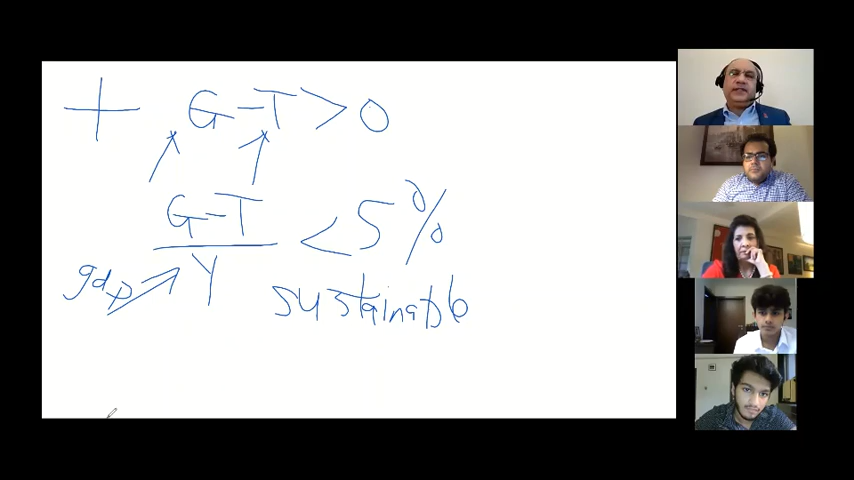 + G-T>0
G-T / Y < 5%
gdp
sustainable